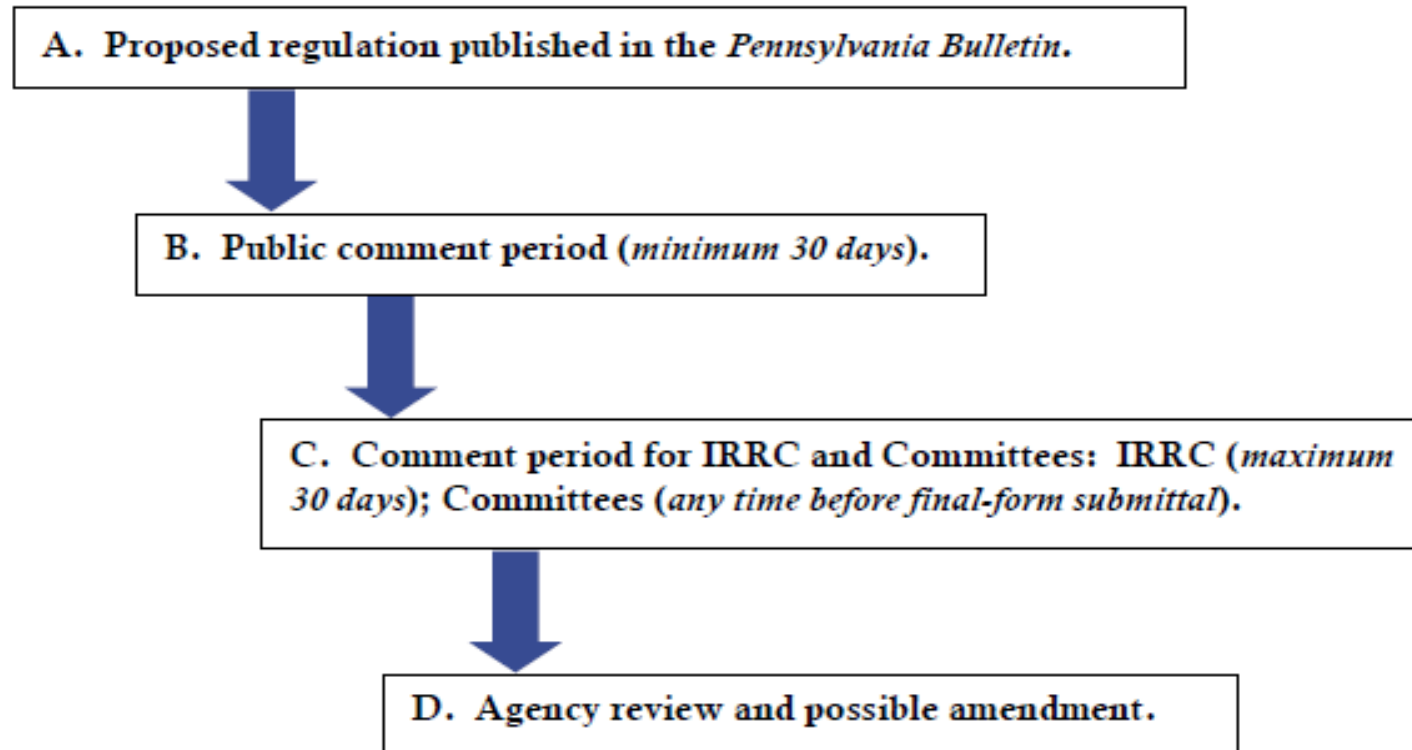 A. Proposed regulation published in the Pennsylvania Bulletin.
B. Public comment period (minimum 30 days).
C. Comment period for IRRC and Committees: IRRC (maximum
30 days); Committees (any time before final-form submittal).
D. Agency review and possible amendment.